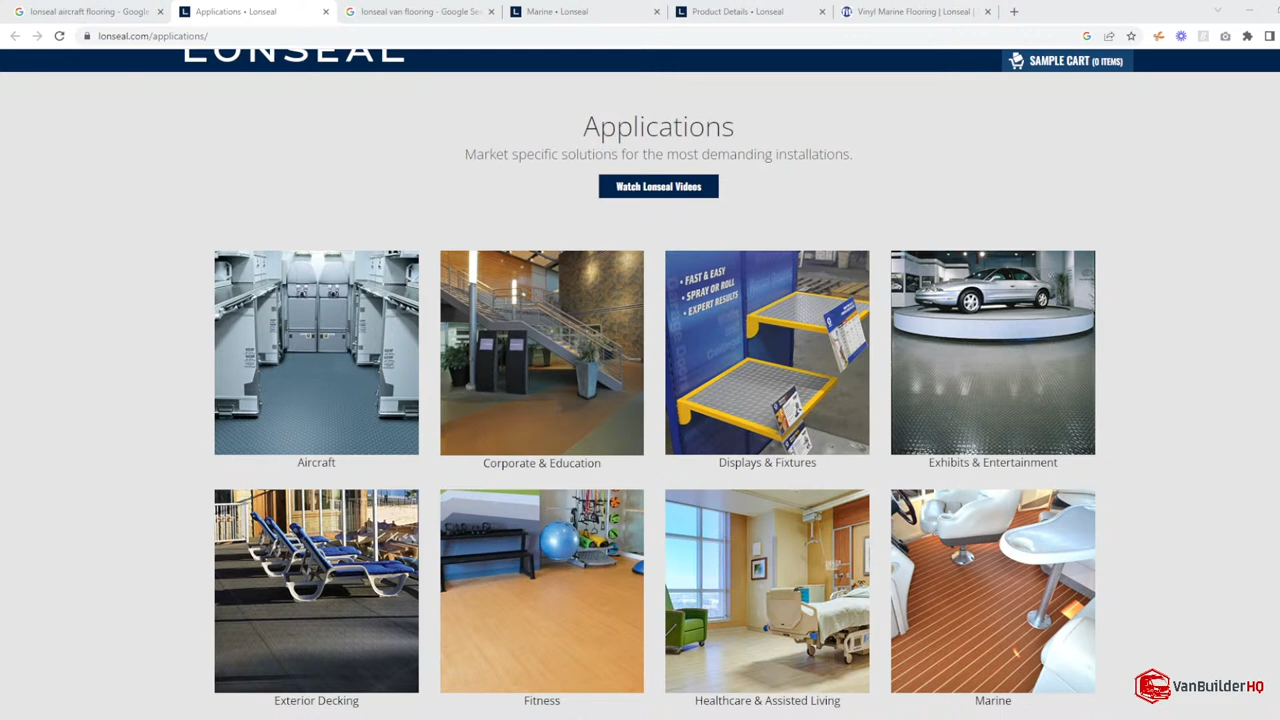 lonseal aircraft flooring - Google
Applications • Lonseal
lonseal van flooring - Google Se
Marine • Lonseal
Product Details • Lonseal
Vinyl Marine Flooring | Lonseal |
lonseal.com/applications/
LONSEAL
SAMPLE CART (0 ITEMS)
Applications
Market specific solutions for the most demanding installations.
Watch Lonseal Videos
• FAST & EASY
• SPRAY OR ROLL
• EXPERT RESULTS
Aircraft
Corporate & Education
Displays & Fixtures
Exhibits & Entertainment
Exterior Decking
Fitness
Healthcare & Assisted Living
Marine
VanBuilderHQ